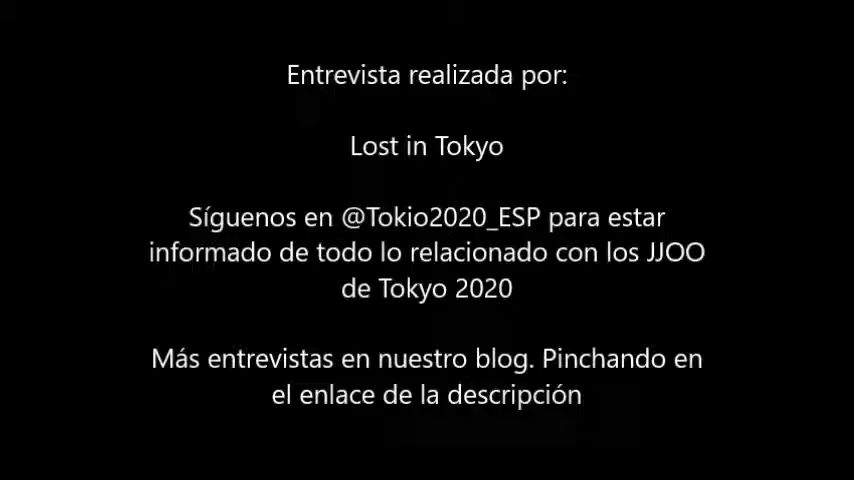 Entrevista realizada por:
Lost in Tokyo
Síguenos en @Tokio2020_ESP para estar
informado de todo lo relacionado con los JJOO
de Tokyo 2020
Más entrevistas en nuestro blog. Pinchando en
el enlace de la descripción